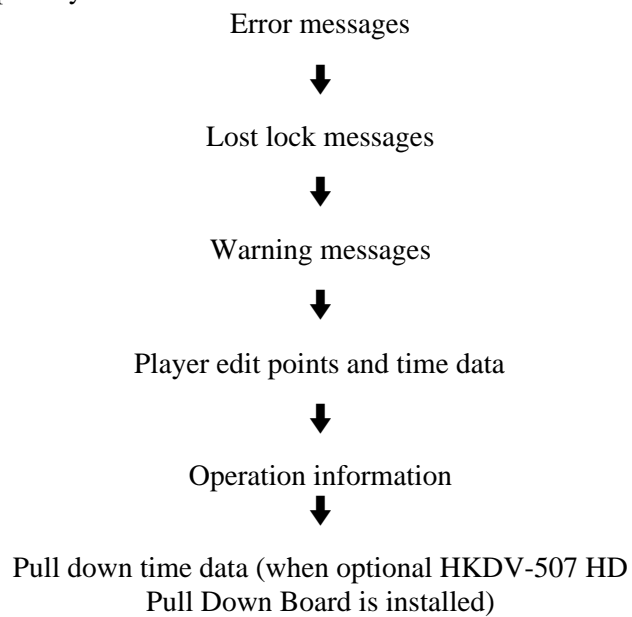 Error messages
Lost lock messages
Warning messages
Player edit points and time data
Operation information
Pull down time data (when optional HKDV-507 HD
Pull Down Board is installed)